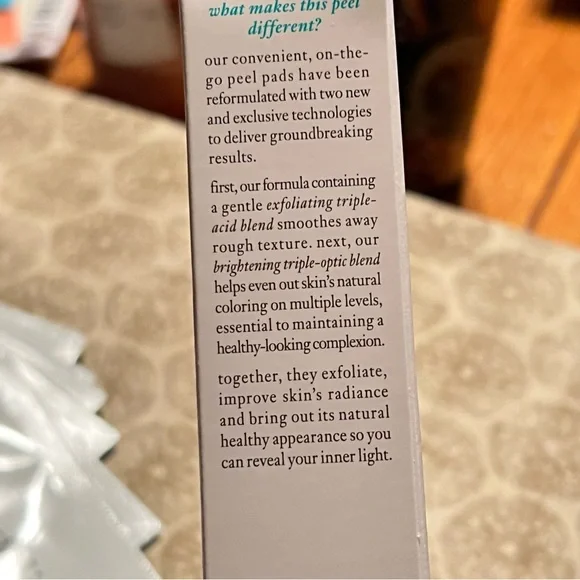 what makes this peel
different?
our convenient, on-the-
go peel pads have been
reformulated with two new
and exclusive technologies
to deliver groundbreaking
results.
first, our formula containing
a gentle exfoliating triple-
acid blend smoothes away
rough texture. next, our
brightening triple-optic blend
helps even out skin's natural
coloring on multiple levels,
essential to maintaining a
healthy-looking complexion.
together, they exfoliate,
improve skin's radiance
and bring out its natural
healthy appearance so you
can reveal your inner light.